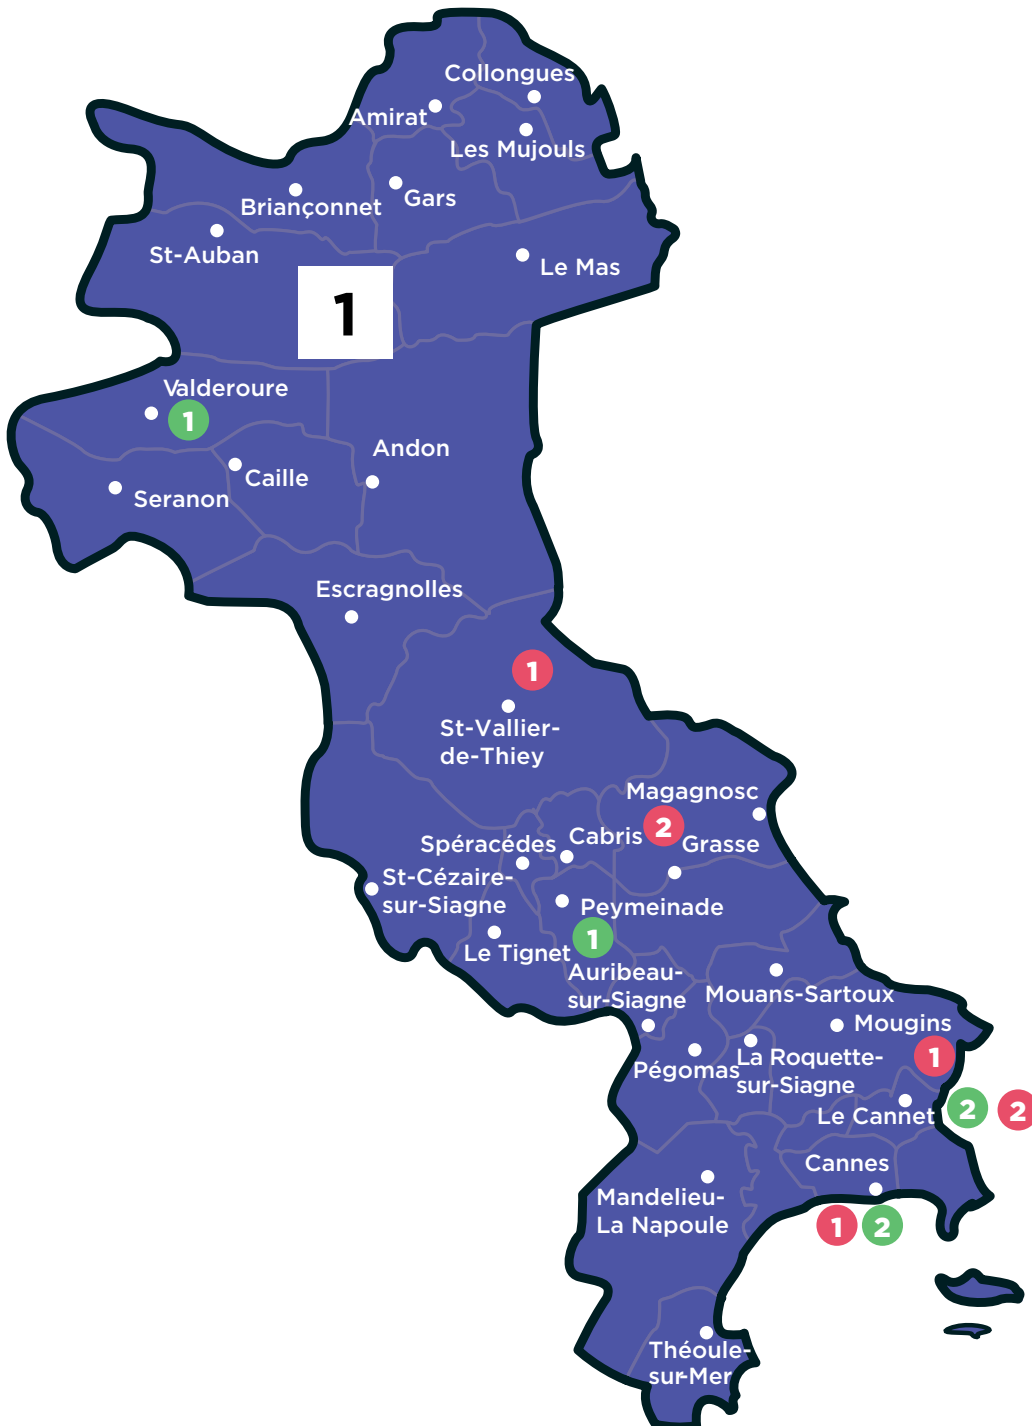 Collongues
Amirat
Les Mujouls
Gars
Briançonnet
St-Auban
Le Mas
1
Valderoure
1
Andon
Caille
Seranon
Escragnolles
1
St-Vallier-
de-Thiey
Magagnosc
2
Cabris
Grasse
Spéracédes
St-Cézaire-
sur-Siagne
Peymeinade
1
Le Tignet
Auribeau-
sur-Siagne
Mouans-Sartoux
Mougins
1
La Roquette-
sur-Siagne
Pégomas
Le Cannet
2
2
Cannes
1
2
Mandelieu-
La Napoule
Théoule-
sur-Mer